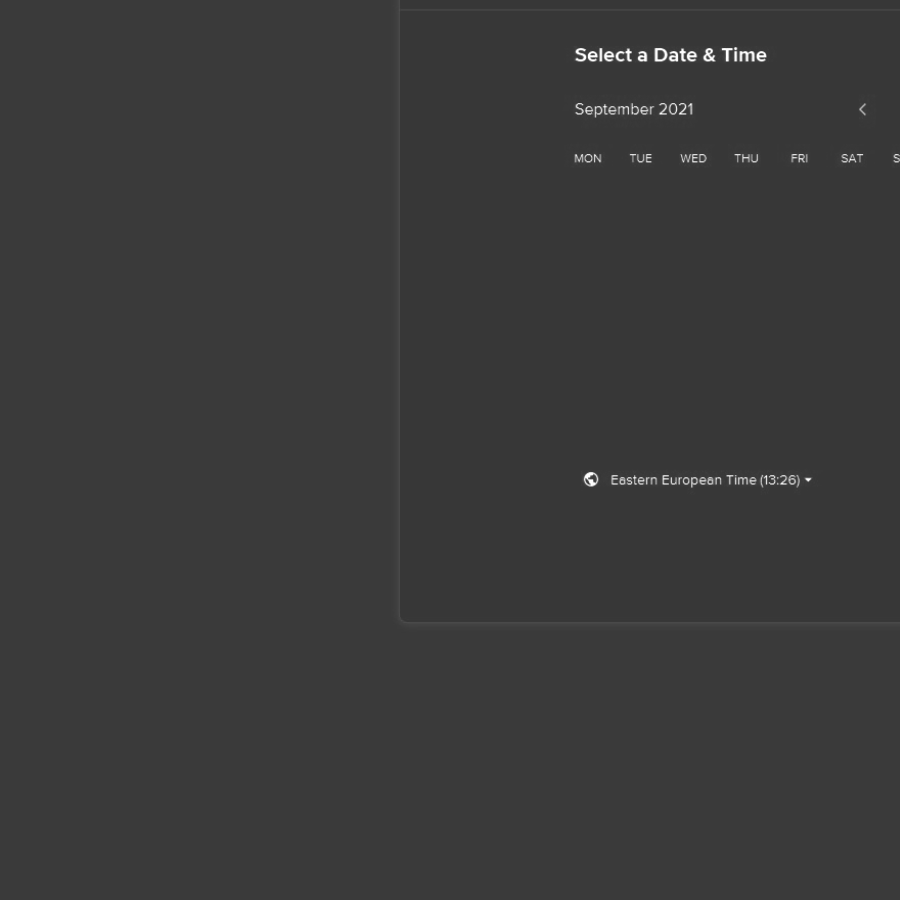 Select a Date & Time
September 2021
MON TUE WED THU FRI SAT S
Eastern European Time (13:26)